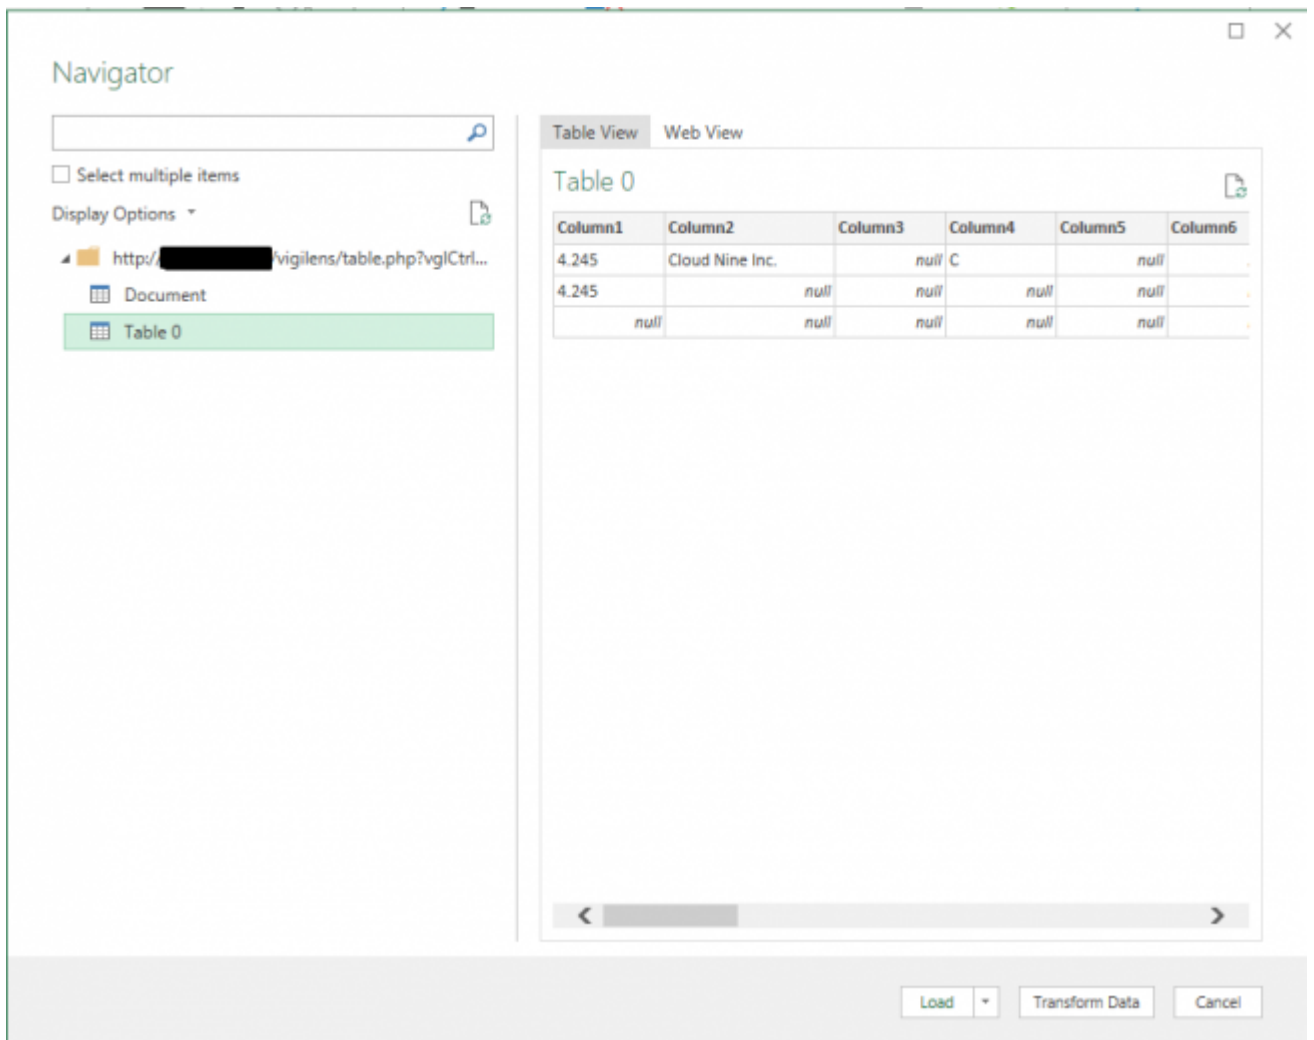 Navigator
Select multiple items
Display Options
http:/ /vigilens/table.php?vglCtrl...
Document
Table 0
Table View Web View
Table 0
Column1 Column2 Column3 Column4 Column5 Column6
4.245 Cloud Nine Inc. null C null
4.245 null null null null
null null null null null
Load Transform Data Cancel